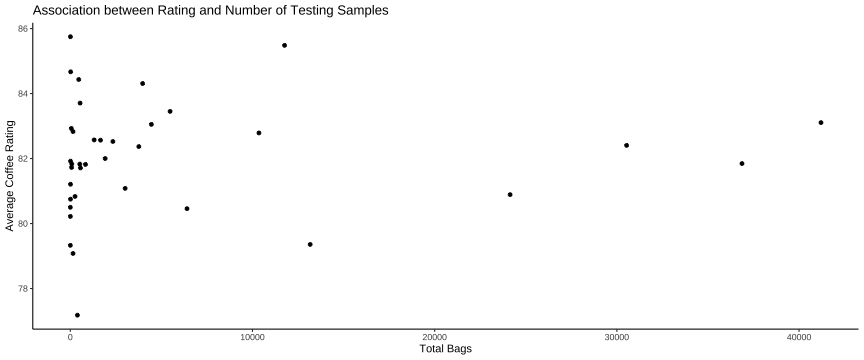 Association between Rating and Number of Testing Samples
86
84
82
80
78
Average Coffee Rating
0 10000 20000 30000 40000
Total Bags